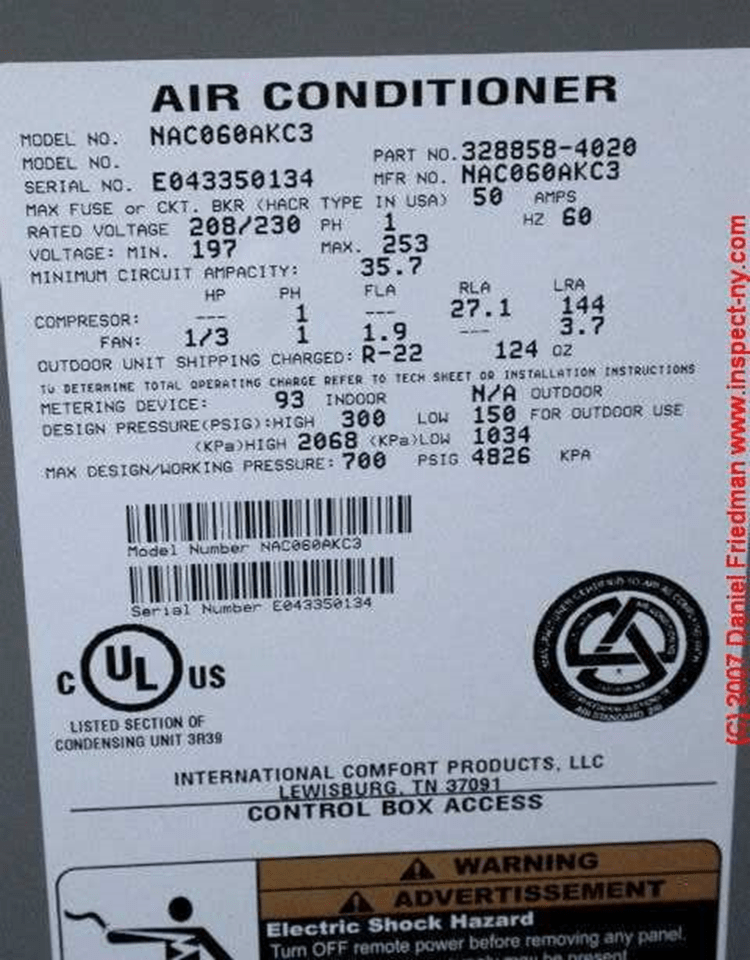 AIR CONDITIONER
MODEL NO. NAC060AKC3
MODEL NO. PART NO. 328858-4020
SERIAL NO. E043350134 MFR NO. NAC060AKC3
MAX FUSE or CKT. BKR (HACR TYPE IN USA) 50 AMPS
RATED VOLTAGE 208/230 PH 1 HZ 60
VOLTAGE: MIN. 197 MAX. 253
MINIMUM CIRCUIT AMPACITY: 35.7
HP PH FLA RLA LRA
COMPRESOR: --- 1 --- 27.1 144
FAN: 1/3 1 1.9 --- 3.7
OUTDOOR UNIT SHIPPING CHARGED: R-22 124 OZ
TO DETERMINE TOTAL OPERATING CHARGE REFER TO TECH SHEET OR INSTALLATION INSTRUCTIONS
METERING DEVICE: 93 INDOOR N/A OUTDOOR
DESIGN PRESSURE(PSIG):HIGH 300 LOW 150 FOR OUTDOOR USE
(KPa)HIGH 2068 (KPa)LOW 1034
MAX DESIGN/WORKING PRESSURE: 700 PSIG 4826 KPA
Model Number NAC060AKC3
Serial Number E043350134
C UL US
LISTED SECTION OF
CONDENSING UNIT 3A39
INTERNATIONAL COMFORT PRODUCTS, LLC
LEWISBURG, TN 37091
CONTROL BOX ACCESS
WARNING
ADVERTISSEMENT
Electric Shock Hazard
Turn OFF remote power before removing any panel.
may be present
(C) 2007 Daniel Friedman www.inspect-ny.com